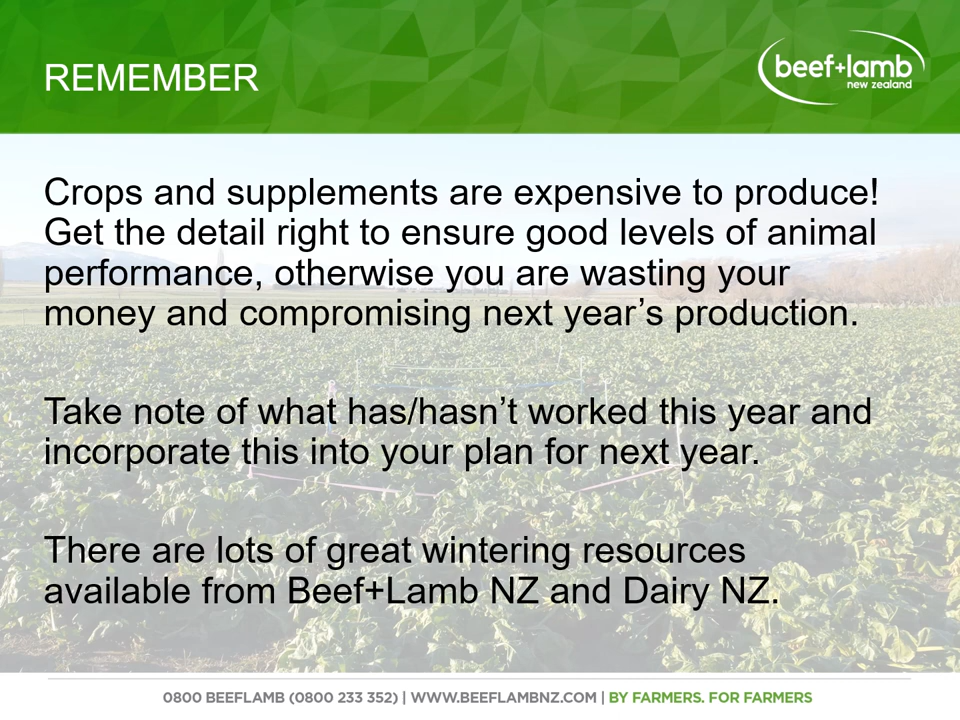 REMEMBER
beef+lamb
new zealand
Crops and supplements are expensive to produce!
Get the detail right to ensure good levels of animal
performance, otherwise you are wasting your
money and compromising next year’s production.
Take note of what has/hasn’t worked this year and
incorporate this into your plan for next year.
There are lots of great wintering resources
available from Beef+Lamb NZ and Dairy NZ.
0800 BEEFLAMB (0800 233 352) | WWW.BEEFLAMBNZ.COM | BY FARMERS. FOR FARMERS